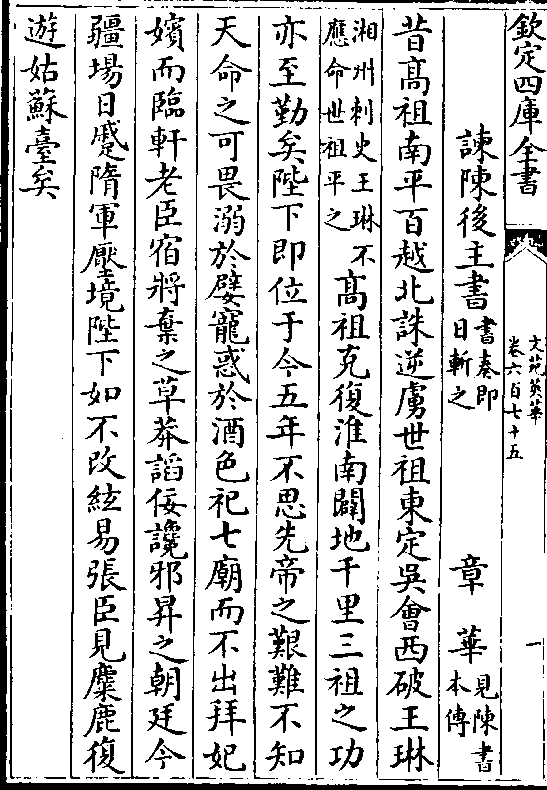 欽定四庫全書
文苑英華
卷六百七十五
一
諫陳後主書書奏即日斬之
章華見陳書本傳
昔髙祖南平百越北誅逆虜世祖東定吳會西破王琳
湘州刺史王琳不應命世祖平之髙祖克復淮南闢地千里三祖之功
亦至勤矣陛下即位于今五年不思先帝之艱難不知
天命之可畏溺於嬖寵惑於酒色祀七廟而不出拜妃
嬪而臨軒老臣宿將棄之草莽謟佞讒邪昇之朝廷今
疆場日蹙隋軍壓境陛下如不改絃易張臣見麋鹿復
遊姑蘇臺矣